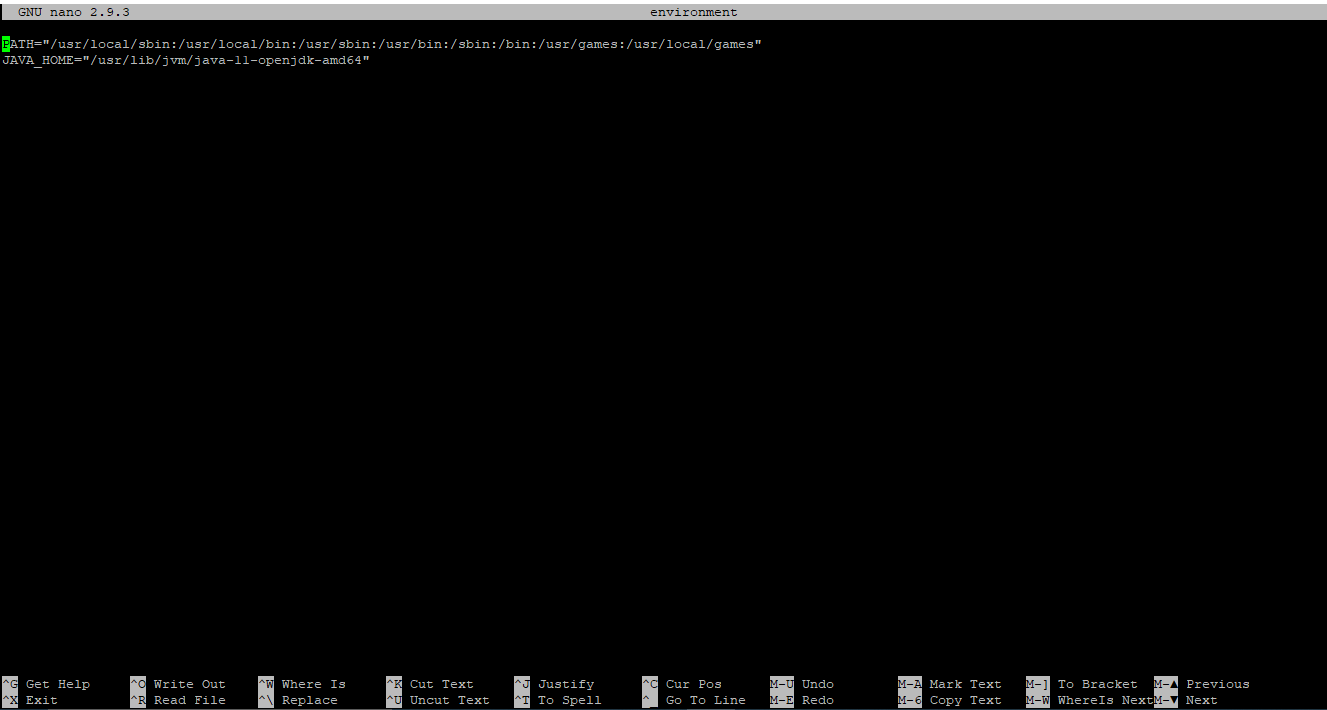 GNU nano 2.9.3 environment
PATH="/usr/local/sbin:/usr/local/bin:/usr/sbin:/usr/bin:/sbin:/bin:/usr/games:/usr/local/games"
JAVA_HOME="/usr/lib/jvm/java-11-openjdk-amd64"
^G Get Help ^O Write Out ^W Where Is ^K Cut Text ^J Justify ^C Cur Pos M-U Undo M-A Mark Text M-] To Bracket M-▲ Previous
^X Exit ^R Read File ^\ Replace ^U Uncut Text ^T To Spell ^_ Go To Line M-E Redo M-6 Copy Text M-W WhereIs Next M-▼ Next